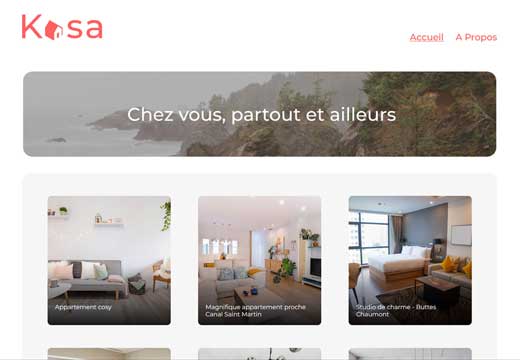 Kasa
Accueil A Propos
Chez vous, partout et ailleurs
Appartement cosy
Magnifique appartement proche
Canal Saint Martin
Studio de charme - Buttes
Chaumont